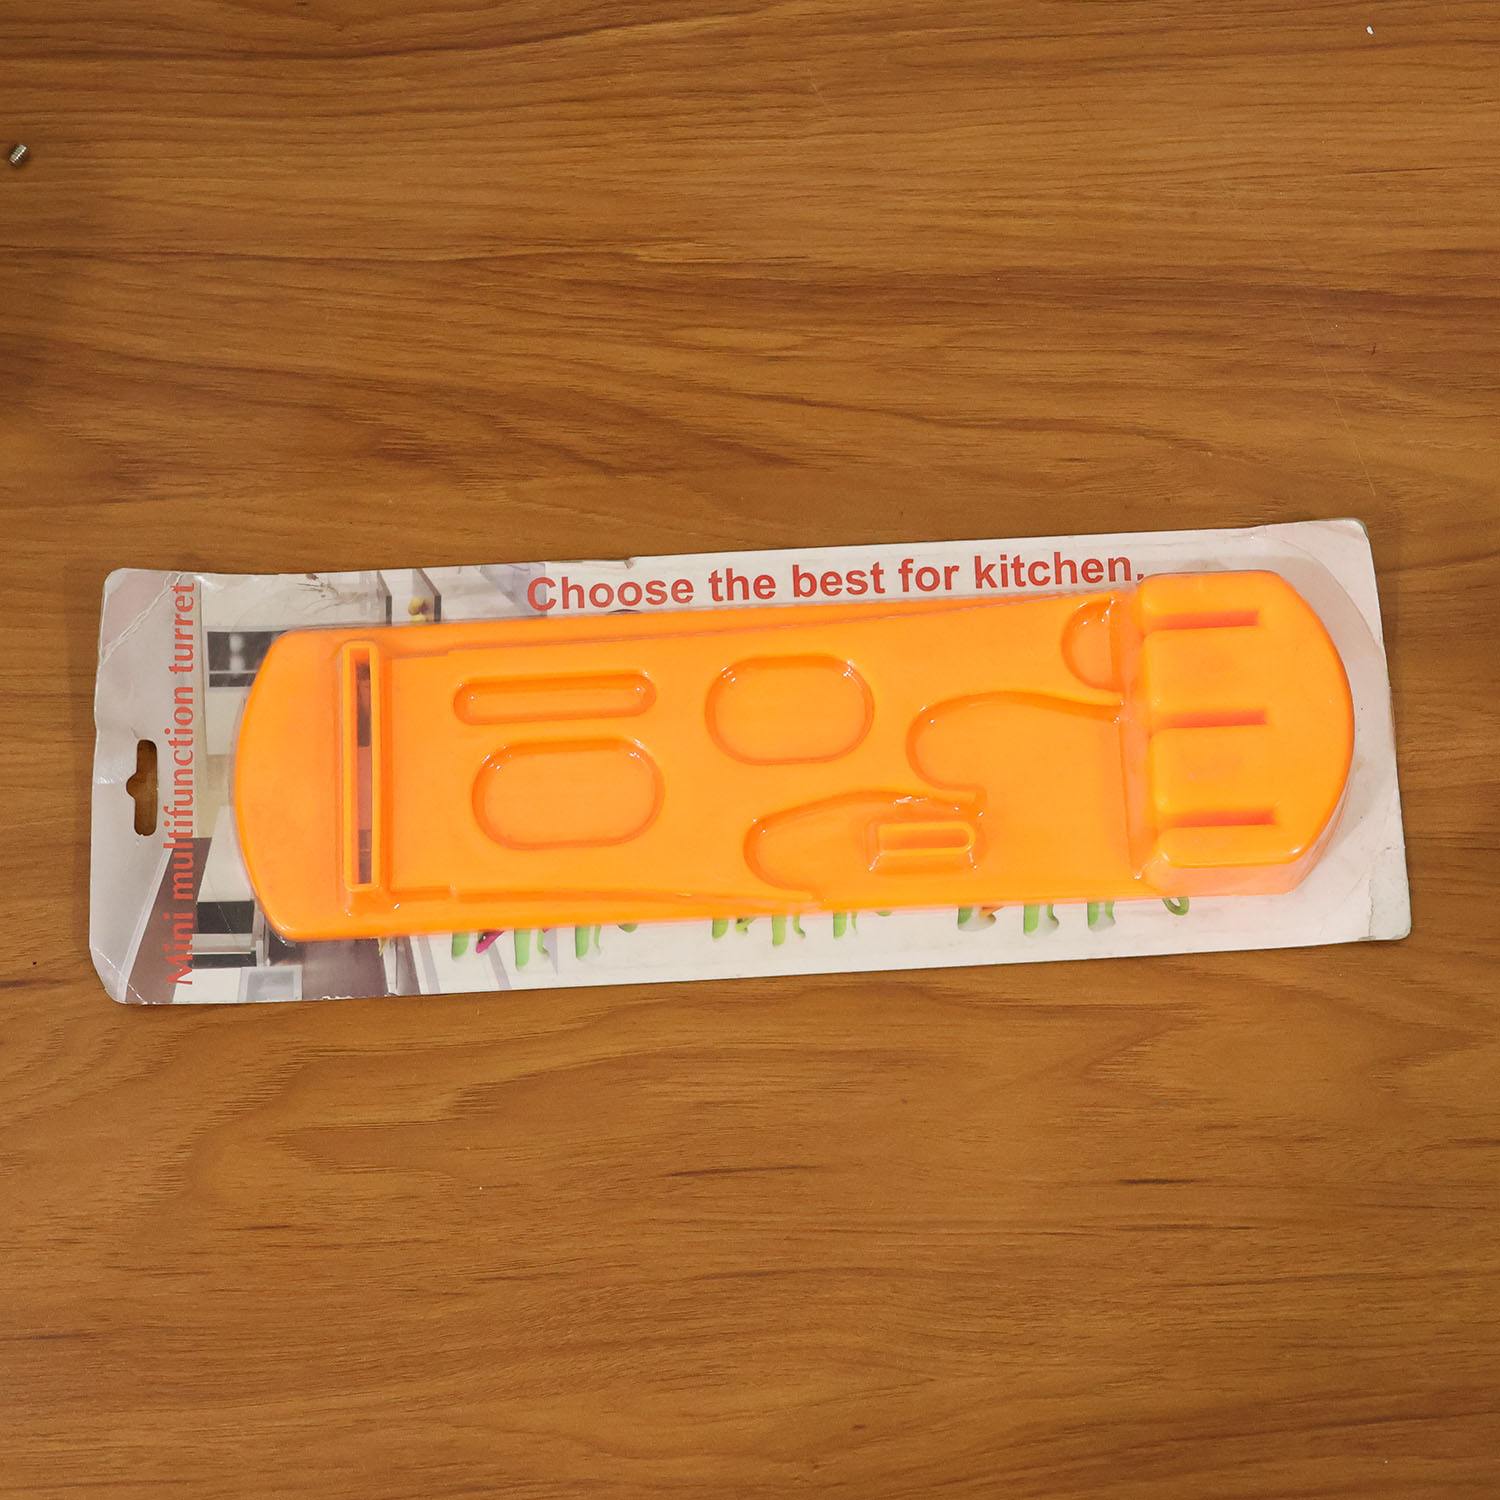 Choose the best for kitchen.
Mini multifunction turret